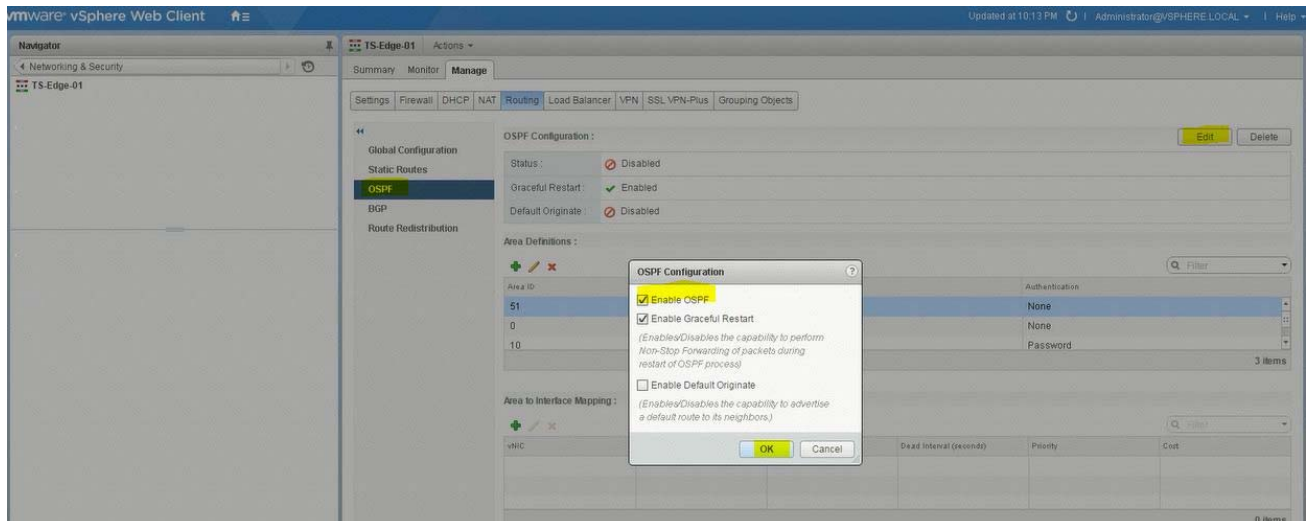 vmware® vSphere Web Client
Updated at 10:13 PM | Administrator@VSPHERE.LOCAL | Help
Navigator
Networking & Security
TS-Edge-01
TS-Edge-01 Actions
Summary Monitor Manage
Settings Firewall DHCP NAT Routing Load Balancer VPN SSL VPN-Plus Grouping Objects
Global Configuration
Static Routes
OSPF
BGP
Route Redistribution
OSPF Configuration :
Edit Delete
Status : Disabled
Graceful Restart : Enabled
Default Originate : Disabled
Area Definitions :
Filter
Area ID Authentication
51 None
0 None
10 Password
3 items
OSPF Configuration ?
Enable OSPF
Enable Graceful Restart
(Enables/Disables the capability to perform
Non-Stop Forwarding of packets during
restart of OSPF process)
Enable Default Originate
(Enables/Disables the capability to advertise
a default route to its neighbors.)
OK Cancel
Area to Interface Mapping :
Filter
vNIC Dead Interval (seconds) Priority Cost
0 items